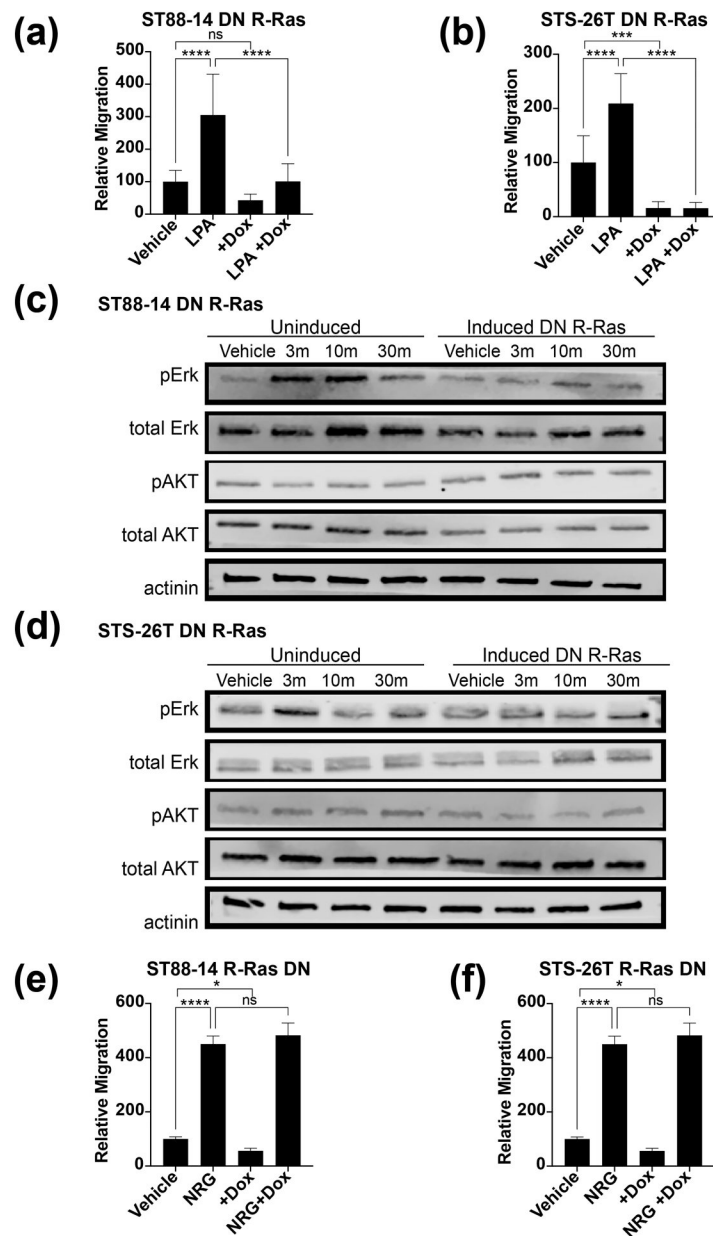 (a)
ST88-14 DN R-Ras
ns
**** ****
Relative Migration
500
400
300
200
100
0
Vehicle
LPA
+Dox
LPA +Dox
(b)
STS-26T DN R-Ras
***
**** ****
Relative Migration
300
200
100
0
Vehicle
LPA
+Dox
LPA +Dox
(c)
ST88-14 DN R-Ras
Uninduced Induced DN R-Ras
Vehicle 3m 10m 30m Vehicle 3m 10m 30m
pErk
total Erk
pAKT
total AKT
actinin
(d)
STS-26T DN R-Ras
Uninduced Induced DN R-Ras
Vehicle 3m 10m 30m Vehicle 3m 10m 30m
pErk
total Erk
pAKT
total AKT
actinin
(e)
ST88-14 R-Ras DN
*
**** ns
Relative Migration
600
400
200
0
Vehicle
NRG
+Dox
NRG+Dox
(f)
STS-26T R-Ras DN
*
**** ns
Relative Migration
600
400
200
0
Vehicle
NRG
+Dox
NRG +Dox